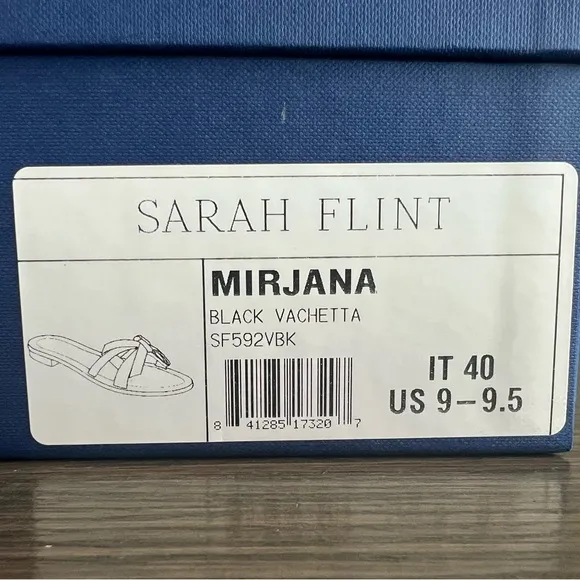 SARAH FLINT
MIRJANA
BLACK VACHETTA
SF592VBK
IT 40
US 9-9.5
8 41285 17320 7